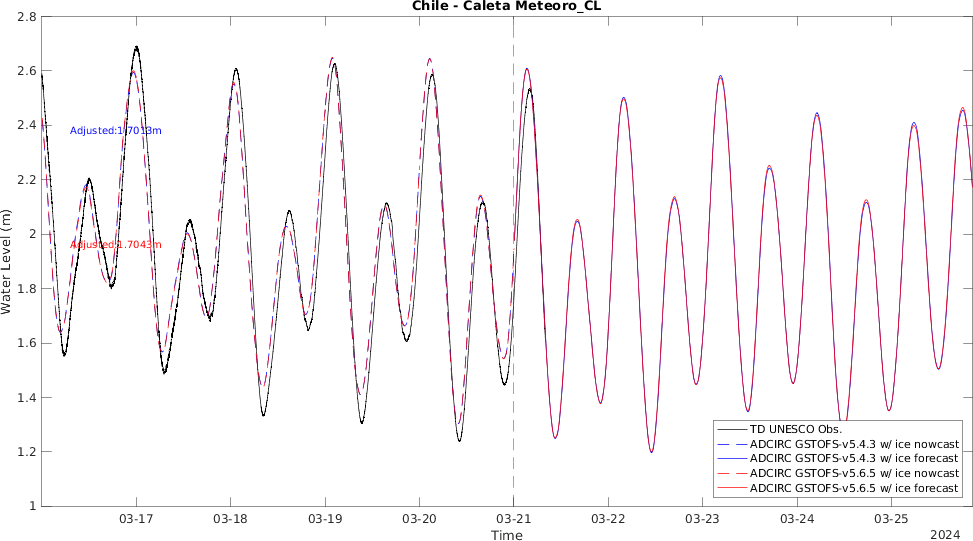 Chile - Caleta Meteoro_CL
2.8
2.6
2.4
2.2
2
1.8
1.6
1.4
1.2
1
Water Level (m)
Adjusted:1.7013m
Adjusted:1.7043m
TD UNESCO Obs.
ADCIRC GSTOFS-v5.4.3 w/ ice nowcast
ADCIRC GSTOFS-v5.4.3 w/ ice forecast
ADCIRC GSTOFS-v5.6.5 w/ ice nowcast
ADCIRC GSTOFS-v5.6.5 w/ ice forecast
03-17 03-18 03-19 03-20 03-21 03-22 03-23 03-24 03-25
Time
2024